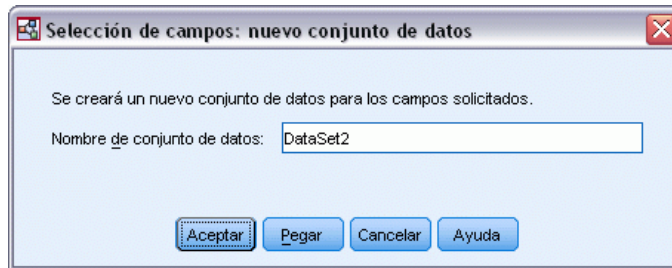 Selección de campos: nuevo conjunto de datos
Se creará un nuevo conjunto de datos para los campos solicitados.
Nombre de conjunto de datos: DataSet2
Aceptar Pegar Cancelar Ayuda